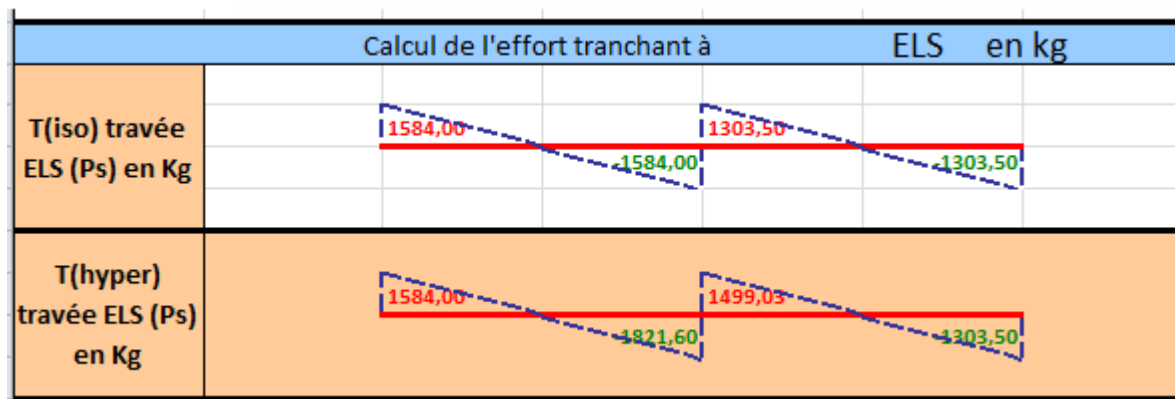 Calcul de l'effort tranchant à ELS en kg
T(iso) travée
ELS (Ps) en Kg
1584,00
1303,50
-1584,00
-1303,50
T(hyper)
travée ELS (Ps)
en Kg
1584,00
1499,03
-1821,60
-1303,50